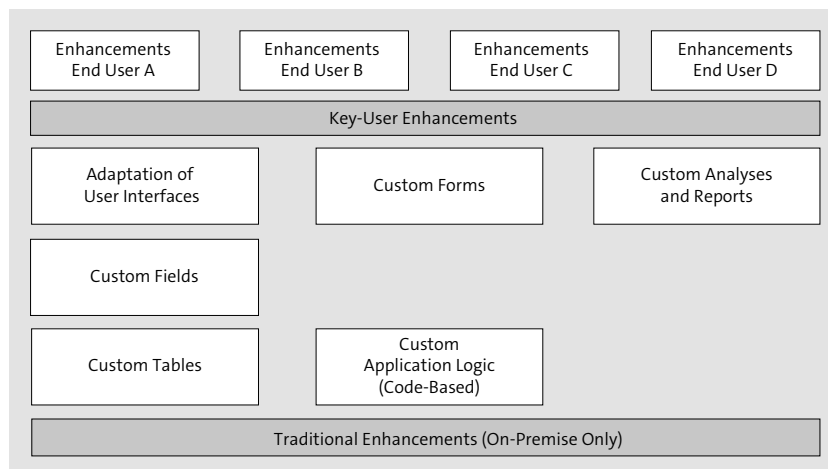 Enhancements
End User A
Enhancements
End User B
Enhancements
End User C
Enhancements
End User D
Key-User Enhancements
Adaptation of
User Interfaces
Custom Forms
Custom Analyses
and Reports
Custom Fields
Custom Tables
Custom
Application Logic
(Code-Based)
Traditional Enhancements (On-Premise Only)